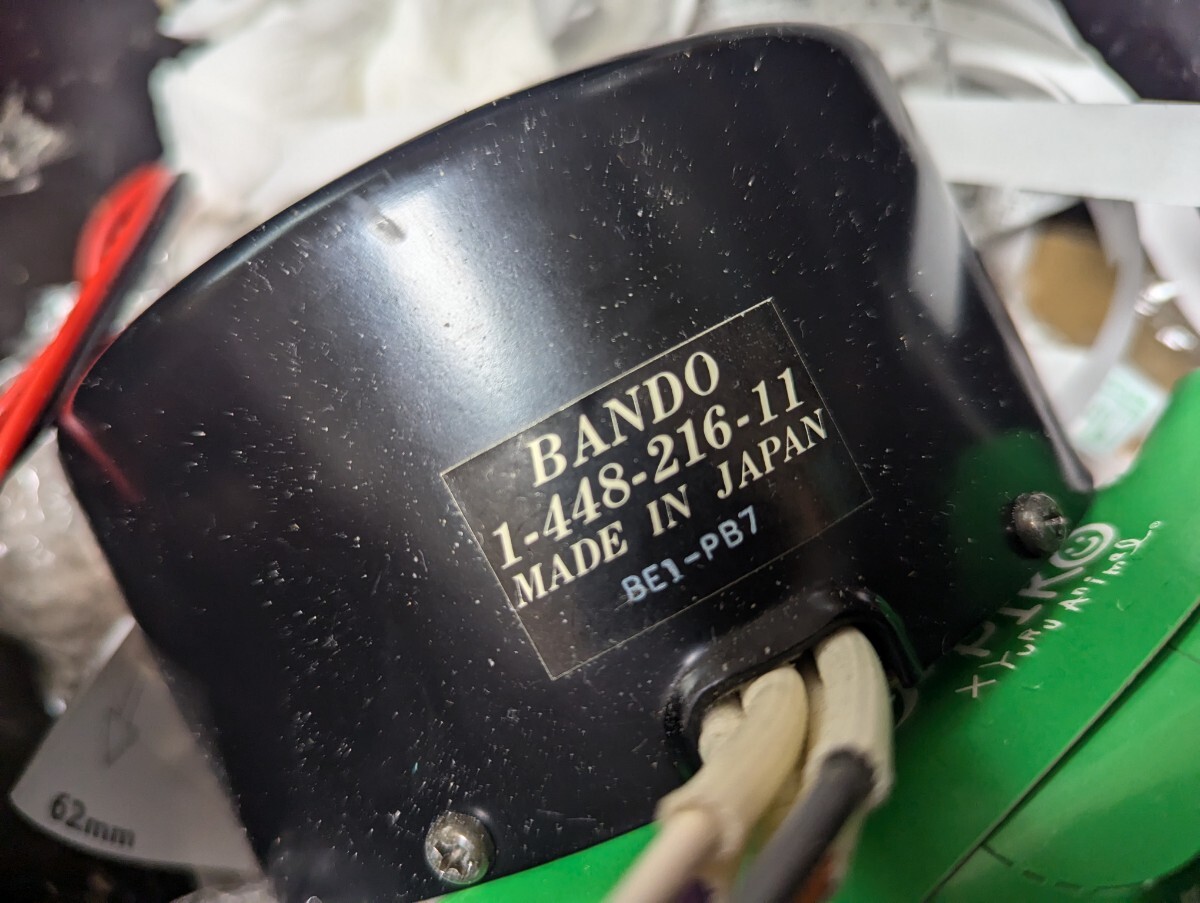 BANDO
1-448-216-11
MADE IN JAPAN
BE1-PB7
62mm